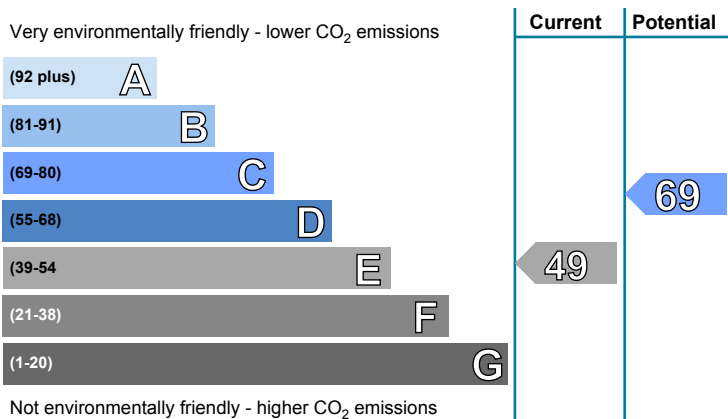 Current Potential
Very environmentally friendly - lower CO₂ emissions
(92 plus) A
(81-91) B
(69-80) C
69
(55-68) D
(39-54 E
49
(21-38) F
(1-20) G
Not environmentally friendly - higher CO₂ emissions